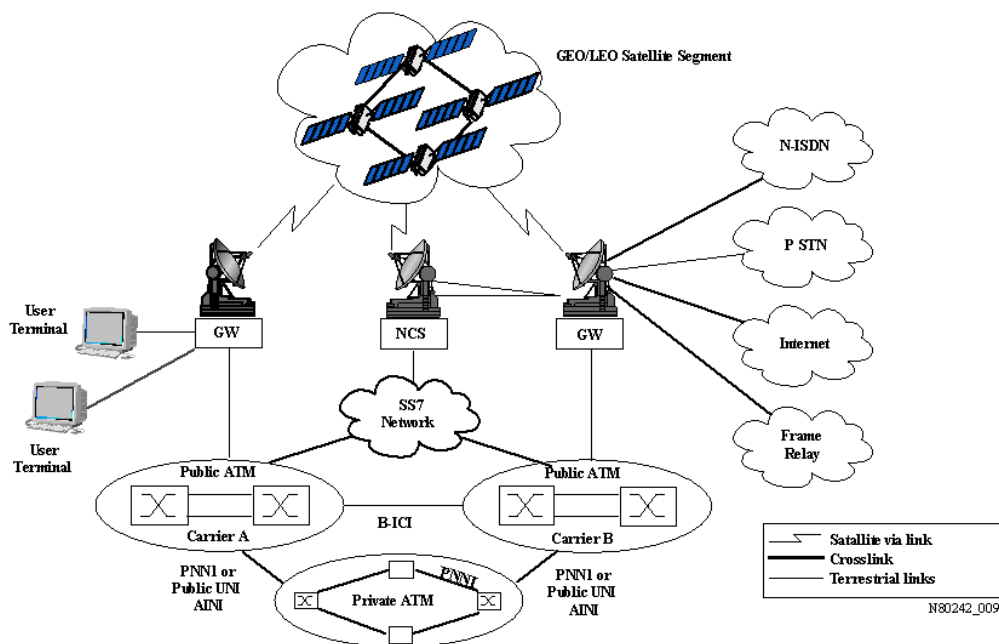 GEO/LEO Satellite Segment
N-ISDN
P STN
Internet
Frame
Relay
User
Terminal
GW
NCS
GW
User
Terminal
SS7
Network
Public ATM
Public ATM
B-ICI
Carrier A
Carrier B
PNN1 or
Public UNI
AINI
PNNI
PNN1 or
Public UNI
AINI
Private ATM
Satallite via link
Crosslink
Terrestrial links
N80242_009